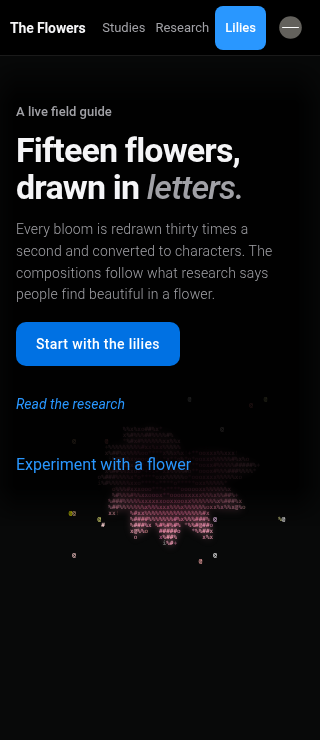 The Flowers Studies Research Lilies
A live field guide
Fifteen flowers,
drawn in letters.
Every bloom is redrawn thirty times a
second and converted to characters. The
compositions follow what research says
people find beautiful in a flower.
Start with the lilies
Read the research
Experiment with a flower